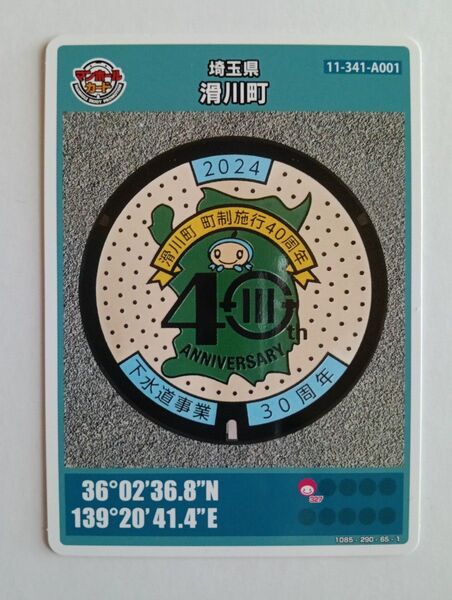 マンホール
カード
埼玉県
滑川町
11-341-A001
2024
滑川町 町制施行40周年
40th
ANNIVERSARY
下水道事業
30周年
36°02'36.8"N
139°20'41.4"E
327
1085・290・65・1